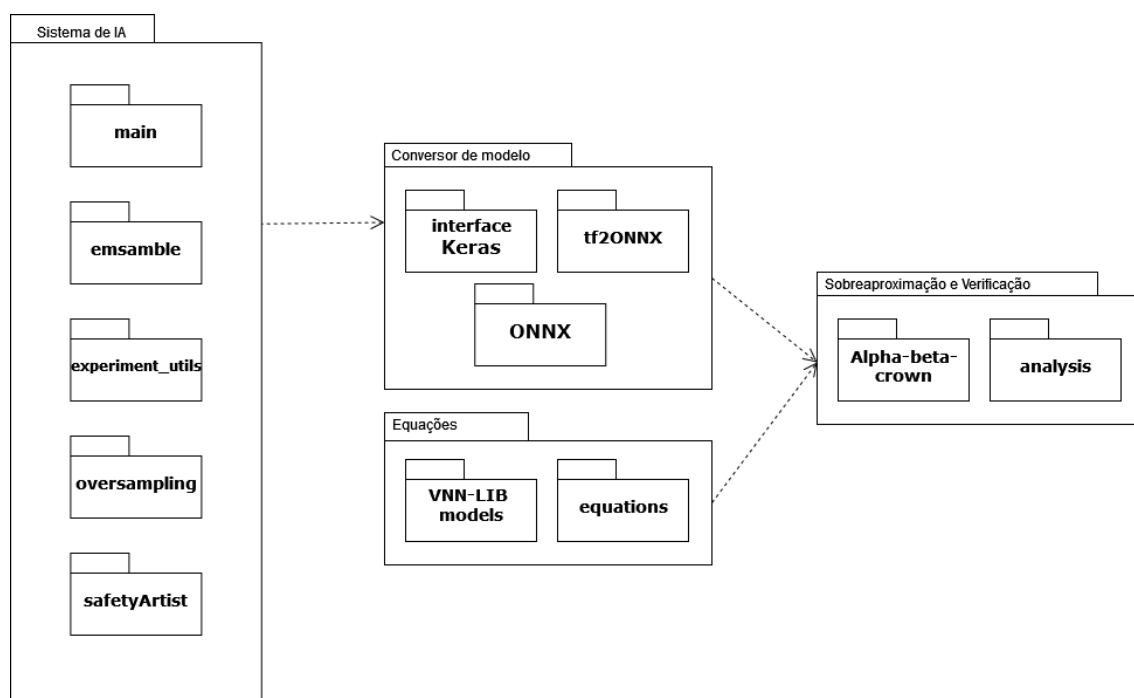 Sistema de IA
main
emsamble
experiment_utils
oversampling
safetyArtist
Conversor de modelo
interface
Keras
tf2ONNX
ONNX
Equações
VNN-LIB
models
equations
Sobreaproximação e Verificação
Alpha-beta-
crown
analysis